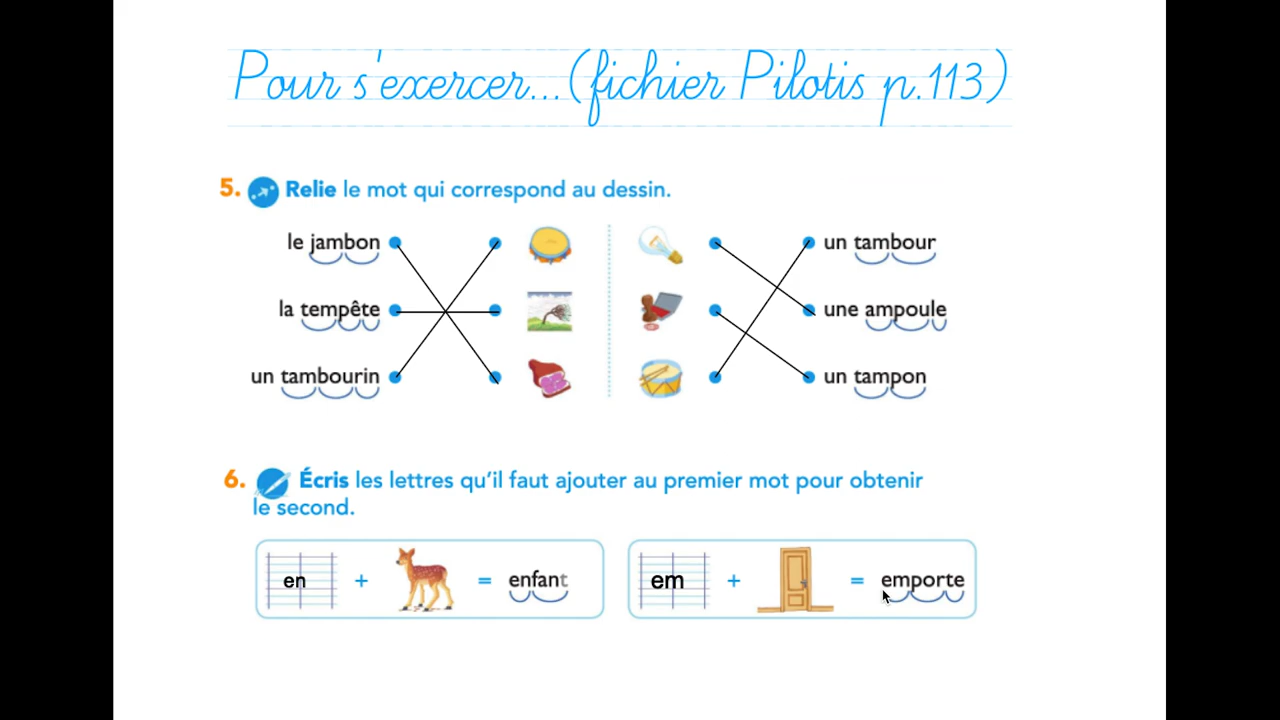 Pour s'exercer...(fichier Pilotis p.113)
5. Relie le mot qui correspond au dessin.
le jambon
la tempête
un tambourin
un tambour
une ampoule
un tampon
6. Écris les lettres qu'il faut ajouter au premier mot pour obtenir
le second.
en + = enfant
em + = emporte